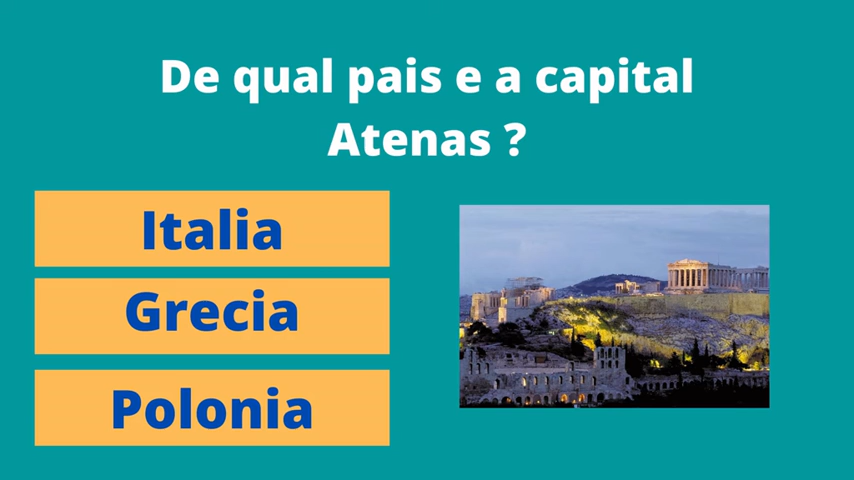 De qual pais e a capital
Atenas ?
Italia
Grecia
Polonia